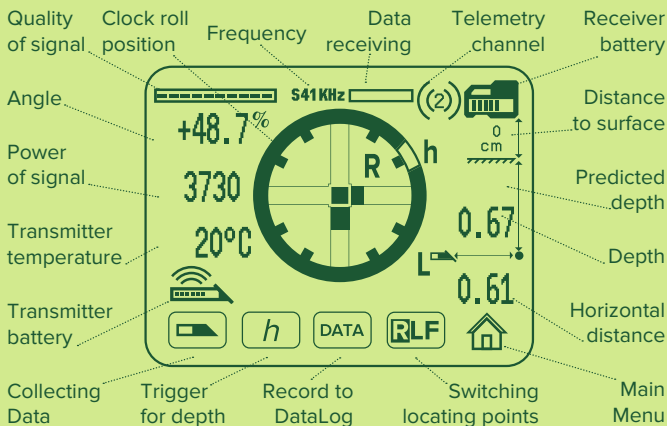 Quality
of signal
Clock roll
position
Frequency
Data
receiving
Telemetry
channel
Receiver
battery
S41KHz
(2)
Angle
+48.7%
0
cm
Distance
to surface
R
h
Power
of signal
3730
Predicted
depth
0.67
Transmitter
temperature
20°C
Depth
L
0.61
Transmitter
battery
Horizontal
distance
h
DATA
RLF
Collecting
Data
Trigger
for depth
Record to
DataLog
Switching
locating points
Main
Menu